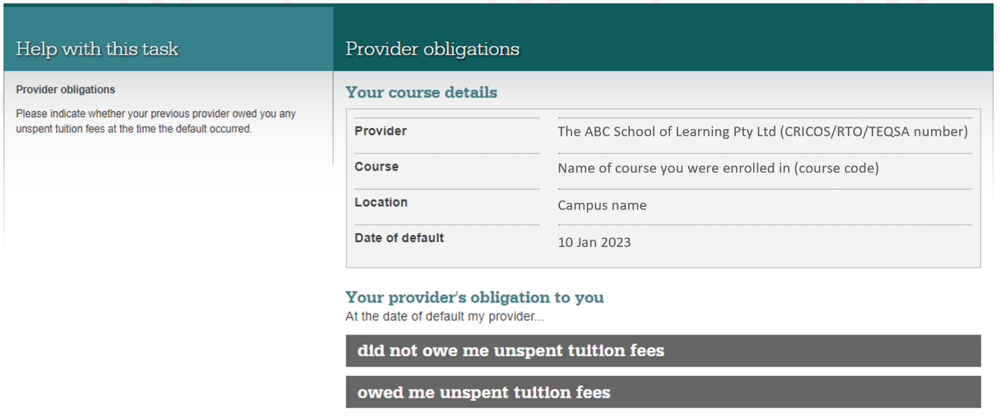 Help with this task
Provider obligations
Please indicate whether your previous provider owed you any
unspent tuition fees at the time the default occurred.
Provider obligations
Your course details
Provider The ABC School of Learning Pty Ltd (CRICOS/RTO/TEQSA number)
Course Name of course you were enrolled in (course code)
Location Campus name
Date of default 10 Jan 2023
Your provider's obligation to you
At the date of default my provider...
did not owe me unspent tuition fees
owed me unspent tuition fees